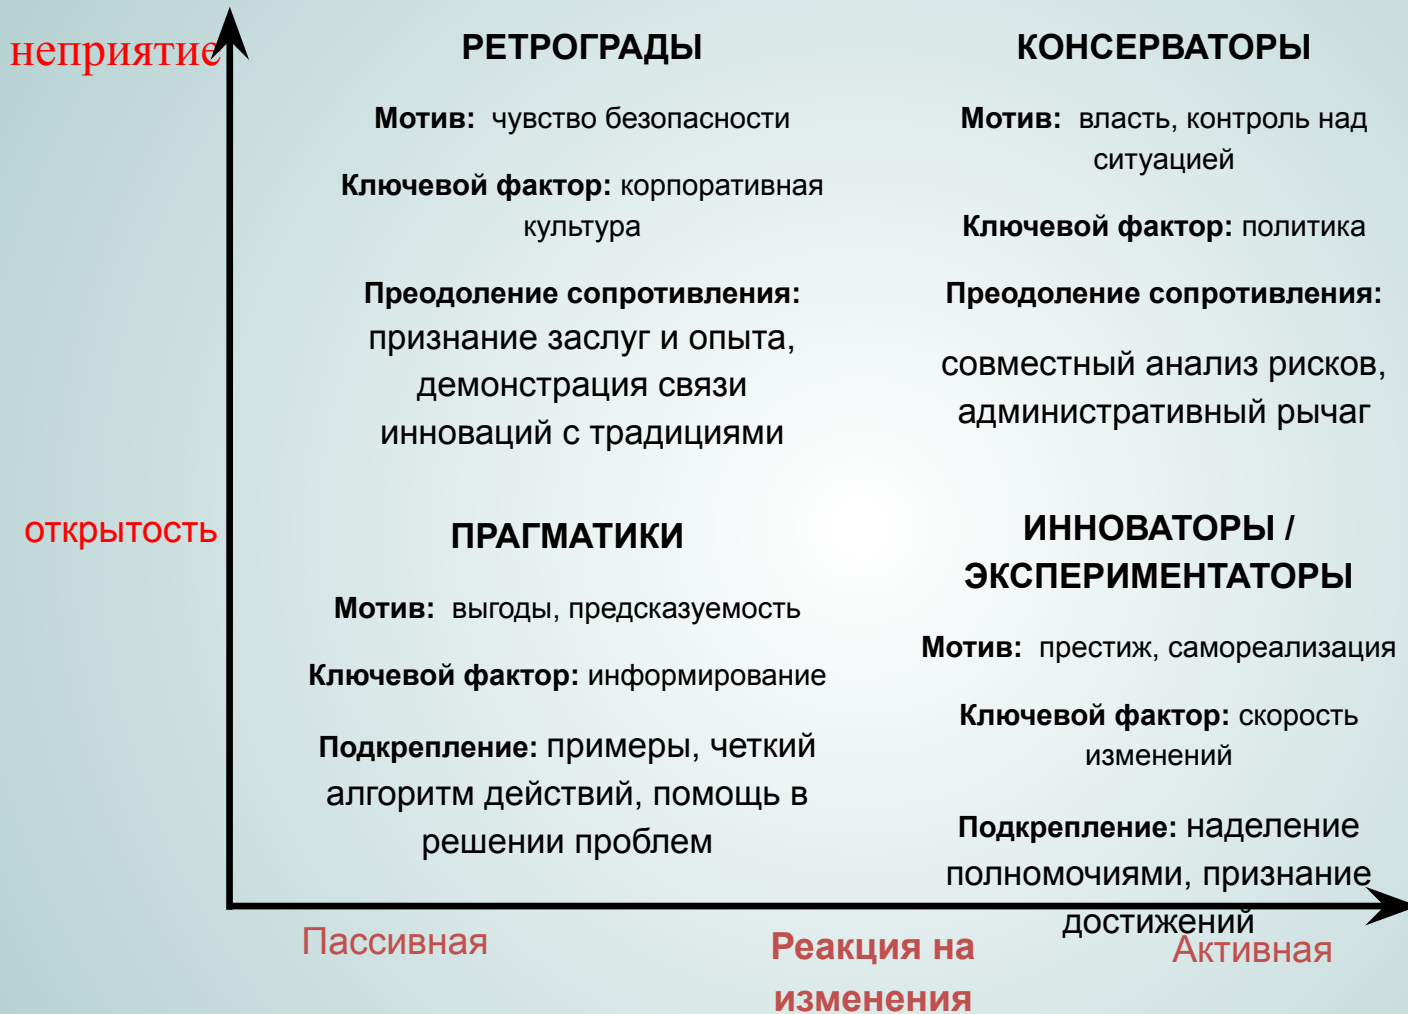 неприятие
РЕТРОГРАДЫ
Мотив: чувство безопасности
Ключевой фактор: корпоративная
культура
Преодоление сопротивления:
признание заслуг и опыта,
демонстрация связи
инноваций с традициями
КОНСЕРВАТОРЫ
Мотив: власть, контроль над
ситуацией
Ключевой фактор: политика
Преодоление сопротивления:
совместный анализ рисков,
административный рычаг
открытость
ПРАГМАТИКИ
Мотив: выгоды, предсказуемость
Ключевой фактор: информирование
Подкрепление: примеры, четкий
алгоритм действий, помощь в
решении проблем
ИННОВАТОРЫ /
ЭКСПЕРИМЕНТАТОРЫ
Мотив: престиж, самореализация
Ключевой фактор: скорость
изменений
Подкрепление: наделение
полномочиями, признание
достижений
Пассивная
Реакция на
изменения
Активная